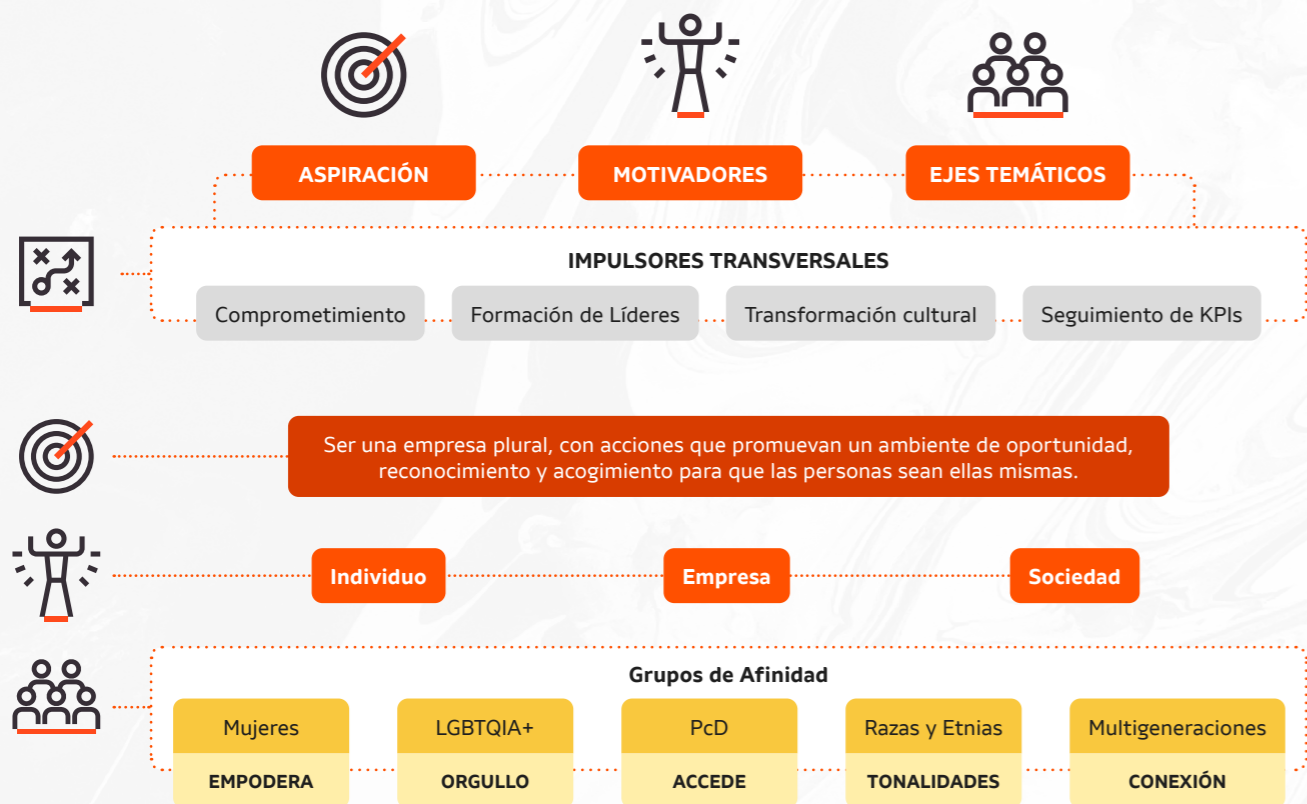 ASPIRACIÓN
MOTIVADORES
EJES TEMÁTICOS
IMPULSORES TRANSVERSALES
Comprometimiento
Formación de Líderes
Transformación cultural
Seguimiento de KPIs
Ser una empresa plural, con acciones que promuevan un ambiente de oportunidad,
reconocimiento y acogimiento para que las personas sean ellas mismas.
Individuo
Empresa
Sociedad
Grupos de Afinidad
Mujeres
EMPODERA
LGBTQIA+
ORGULLO
PcD
ACCEDE
Razas y Etnias
TONALIDADES
Multigeneraciones
CONEXIÓN